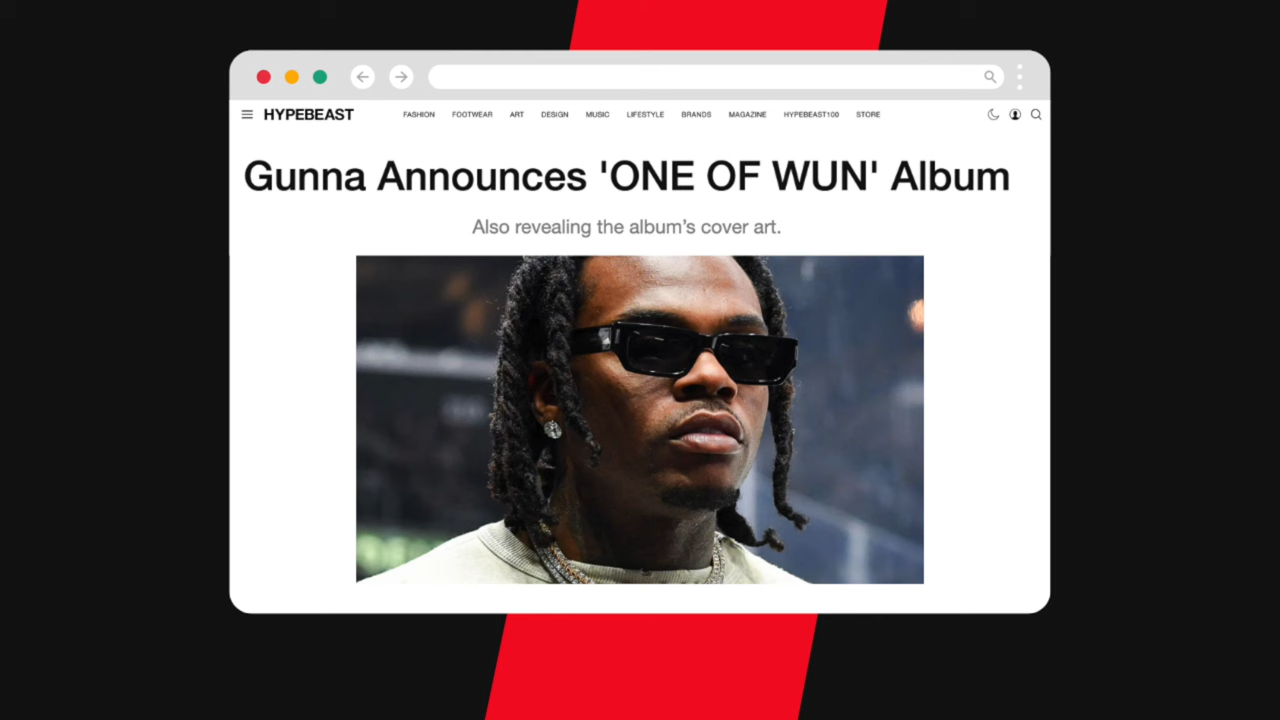 HYPEBEAST FASHION FOOTWEAR ART DESIGN MUSIC LIFESTYLE BRANDS MAGAZINE HYPEBEAST100 STORE
Gunna Announces 'ONE OF WUN' Album
Also revealing the album’s cover art.